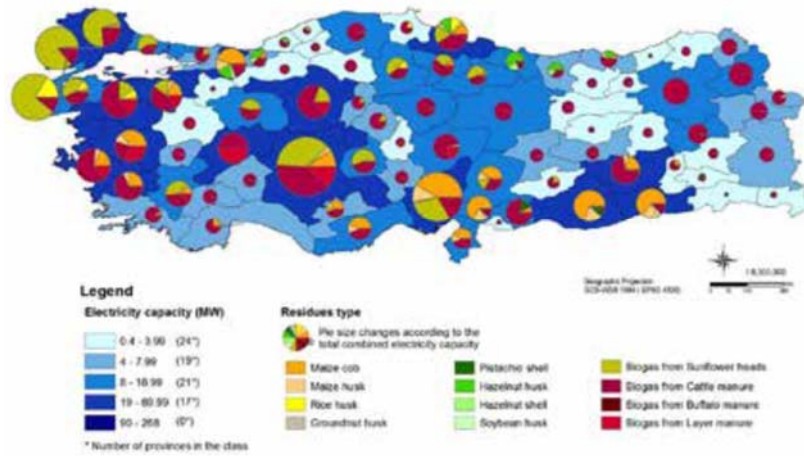 Legend
Electricity capacity (MW)
0.4 - 3.99 (24*)
4 - 7.99 (19*)
8 - 18.99 (21*)
19 - 89.99 (17*)
90 - 268 (0*)
* Number of provinces in the class
Residues type
Pie size changes according to the
total combined electricity capacity
Maize cob
Maize husk
Rice husk
Groundnut husk
Pistachio shell
Hazelnut husk
Hazelnut shell
Soybean husk
Biogas from Sunflower heads
Biogas from Cattle manure
Biogas from Buffalo manure
Biogas from Layer manure
Geographic Projection